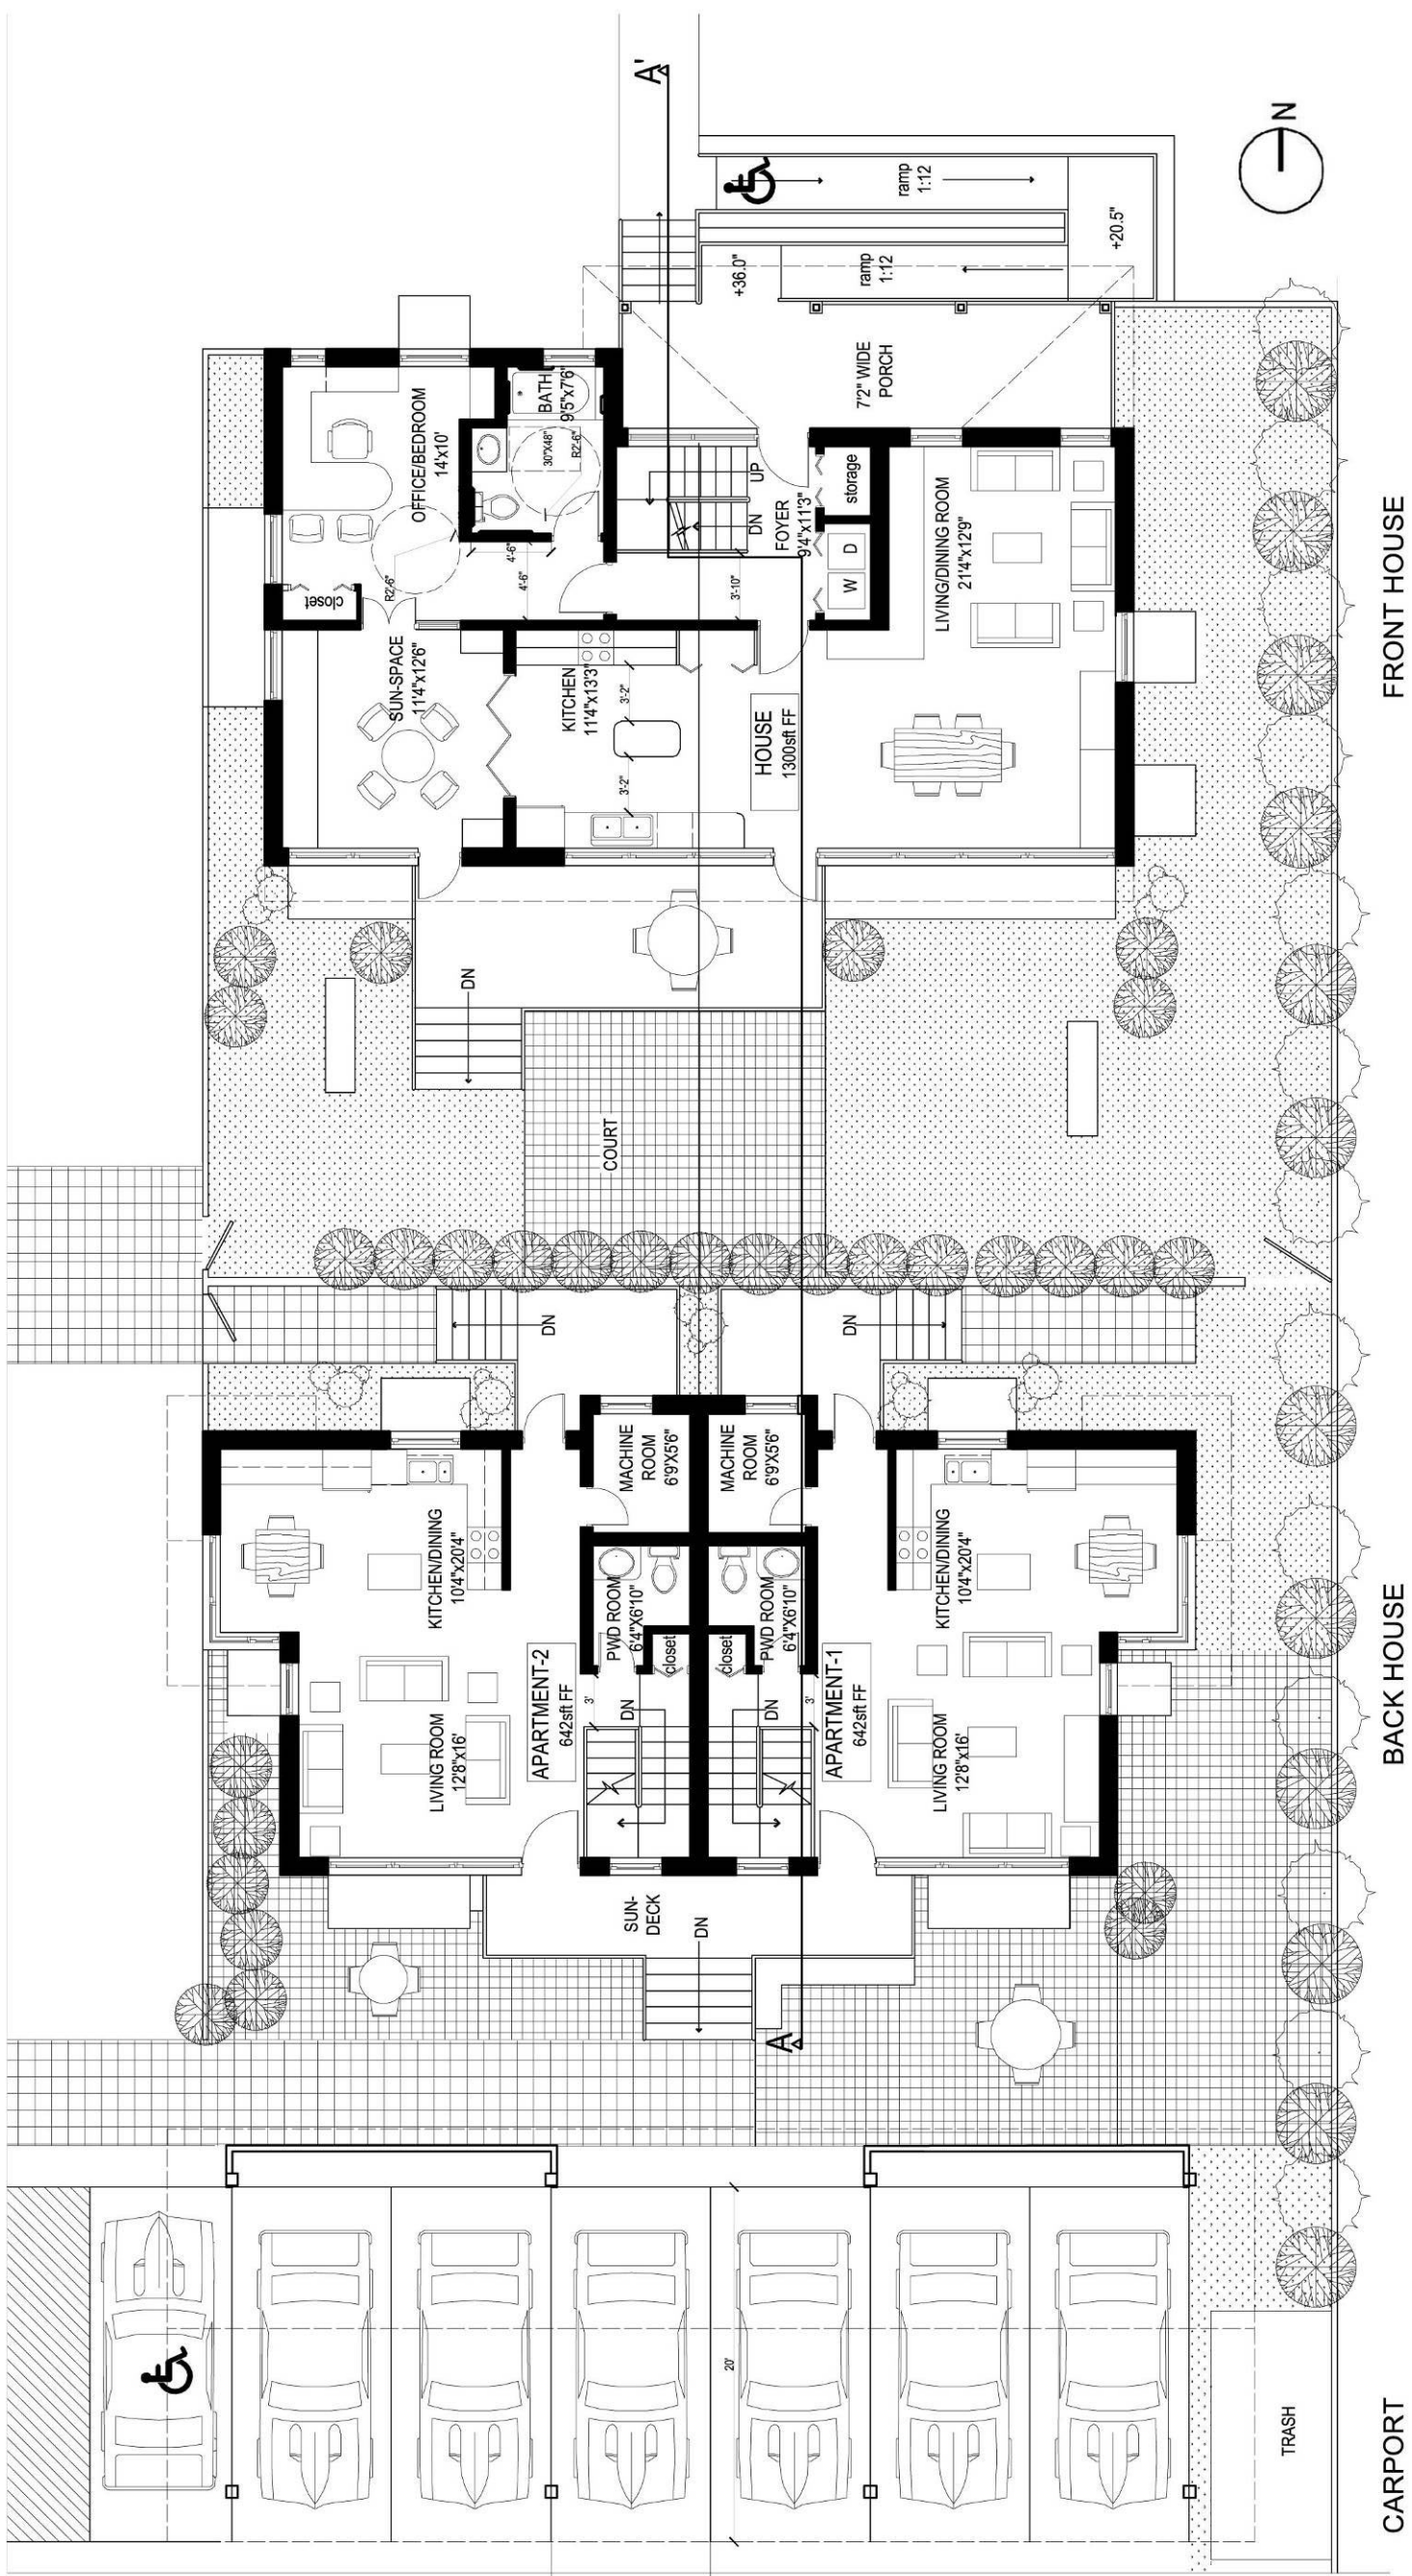 A'
N
ramp
1:12
+20.5"
+36.0"
ramp
1:12
7'2" WIDE
PORCH
OFFICE/BEDROOM
14'x10'
BATH
9'5"x7'6"
30"X48"
R2'-6"
R2'-6"
4'-6"
4'-6"
closet
UP
DN
FOYER
9'4"x11'3"
storage
W
D
3'-10"
LIVING/DINING ROOM
21'4"x12'9"
SUN-SPACE
11'4"x12'6"
KITCHEN
11'4"x13'3"
3'-2"
3'-2"
HOUSE
1300sft FF
FRONT HOUSE
DN
COURT
DN
DN
MACHINE
ROOM
6'9'X5'6"
MACHINE
ROOM
6'9'X5'6"
KITCHEN/DINING
10'4"x20'4"
KITCHEN/DINING
10'4"x20'4"
PWD ROOM
6'4"X6'10"
PWD ROOM
6'4"X6'10"
closet
closet
APARTMENT-2
642sft FF
APARTMENT-1
642sft FF
3'
3'
DN
DN
LIVING ROOM
12'8"x16'
LIVING ROOM
12'8"x16'
BACK HOUSE
SUN-
DECK
DN
A
20'
TRASH
CARPORT